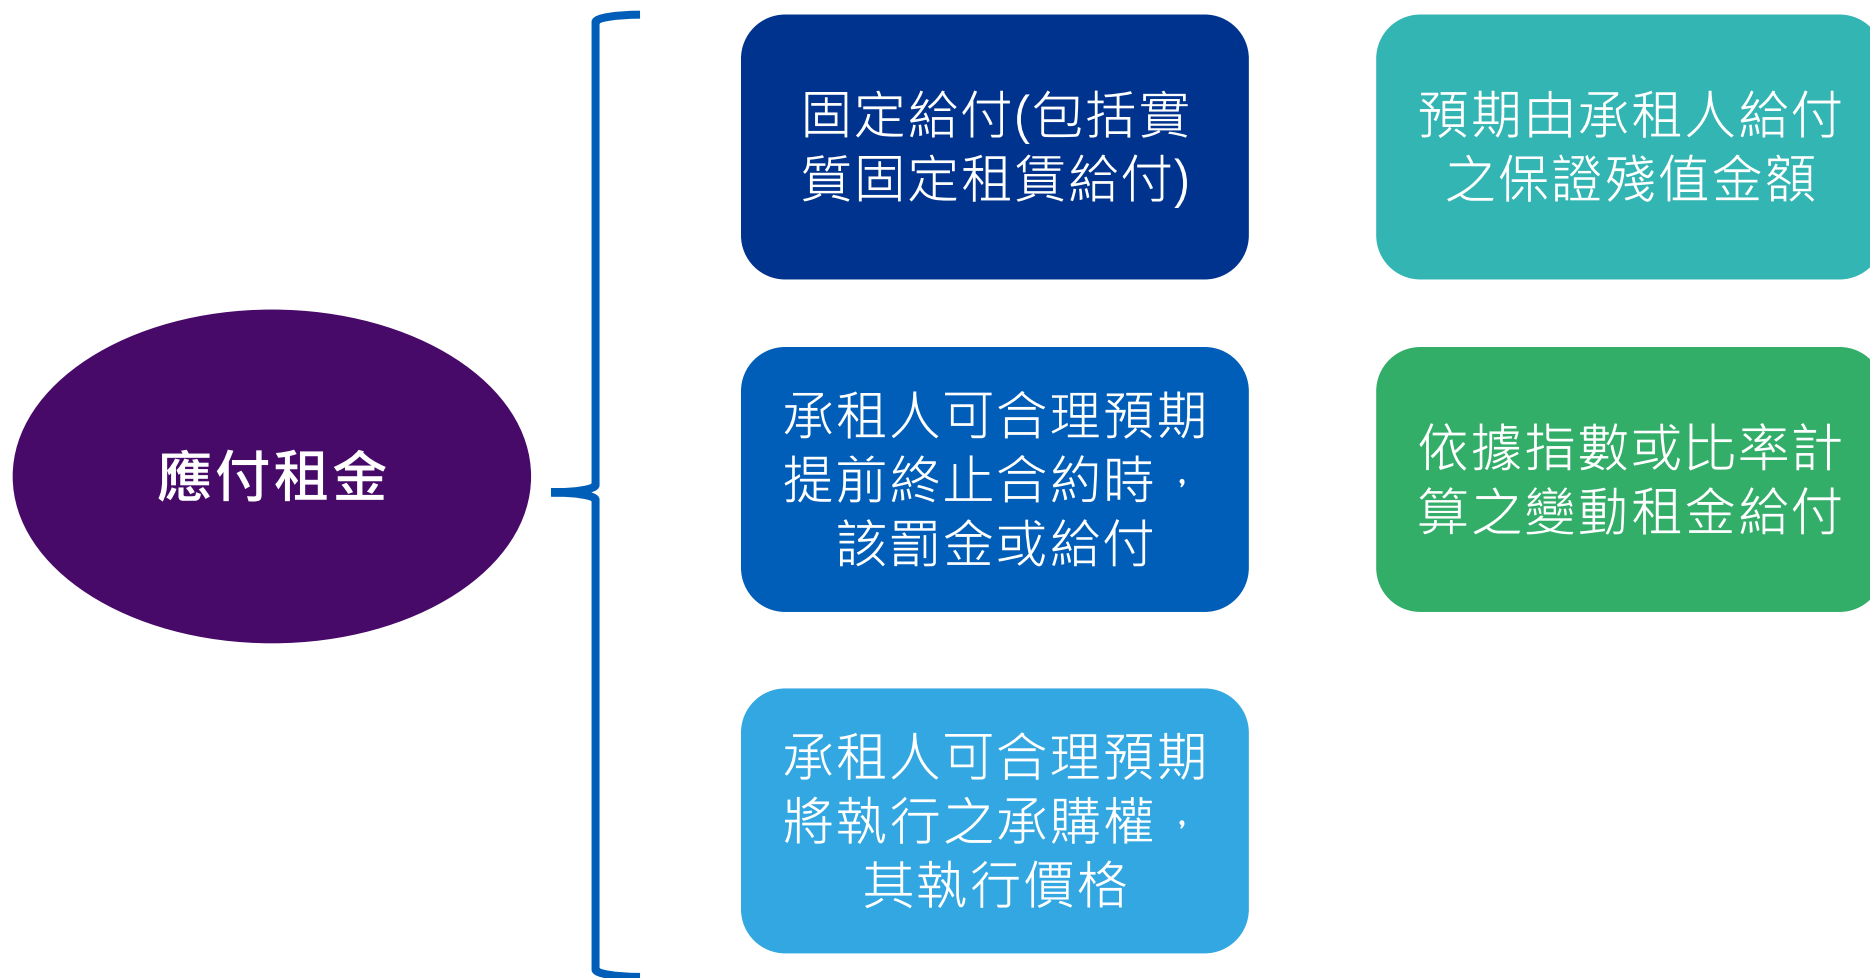 應付租金
固定給付(包括實
質固定租賃給付)
預期由承租人給付
之保證殘值金額
承租人可合理預期
提前終止合約時，
該罰金或給付
依據指數或比率計
算之變動租金給付
承租人可合理預期
將執行之承購權，
其執行價格